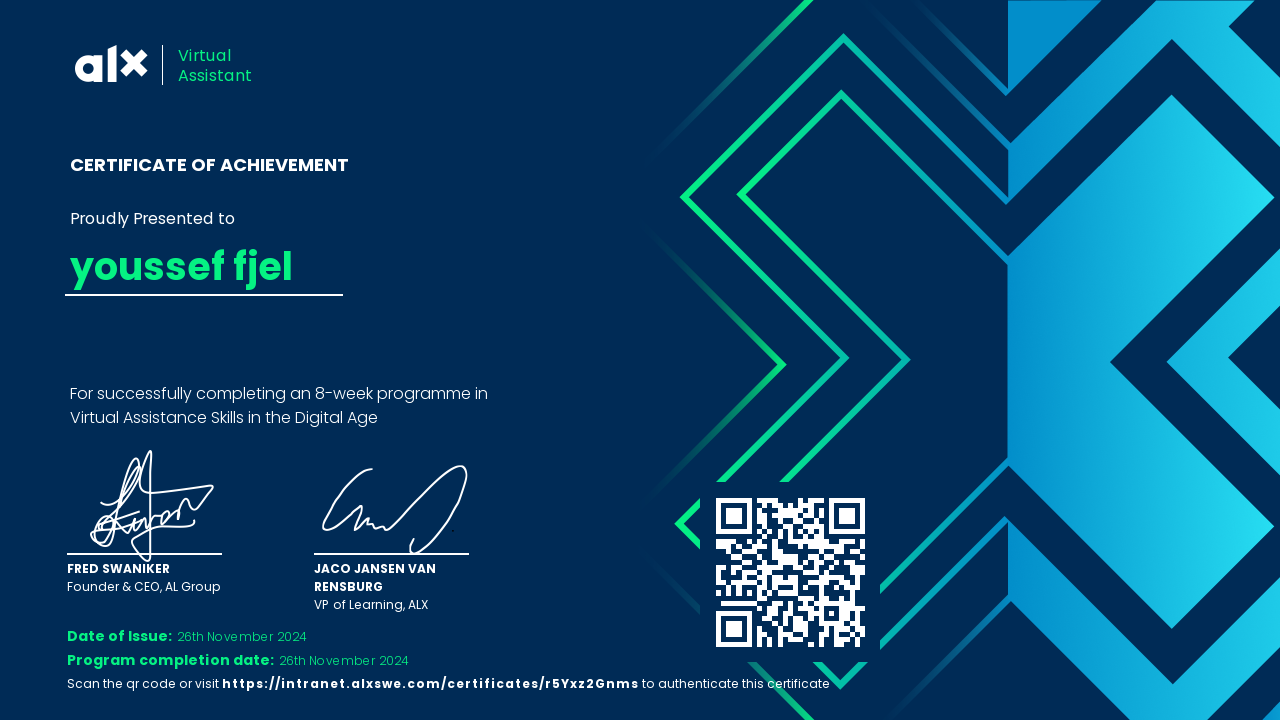 alx
Virtual
Assistant
CERTIFICATE OF ACHIEVEMENT
Proudly Presented to
youssef fjel
For successfully completing an 8-week programme in
Virtual Assistance Skills in the Digital Age
FRED SWANIKER
Founder & CEO, AL Group
JACO JANSEN VAN
RENSBURG
VP of Learning, ALX
Date of Issue: 26th November 2024
Program completion date: 26th November 2024
Scan the qr code or visit https://intranet.alxswe.com/certificates/r5Yxz2Gnms to authenticate this certificate